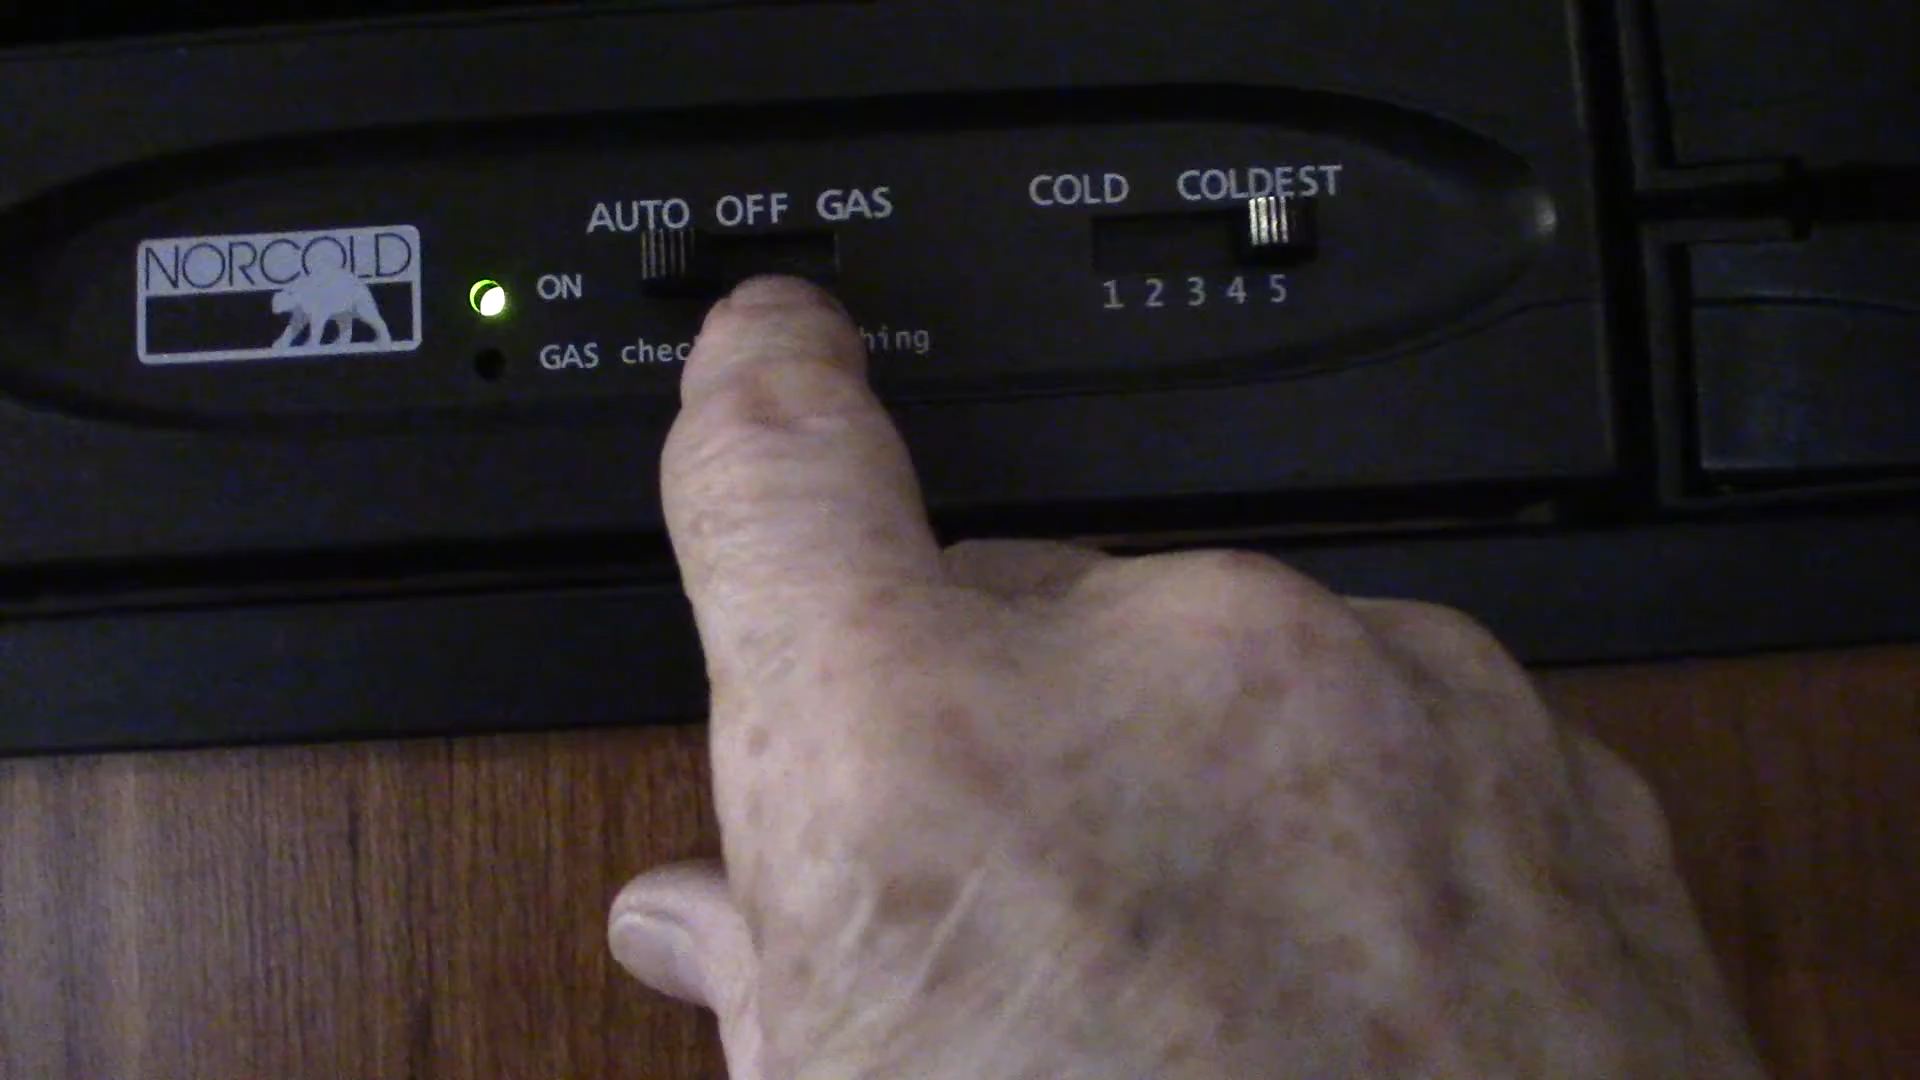 NORCOLD
AUTO OFF GAS
ON
GAS
COLD COLDEST
1 2 3 4 5